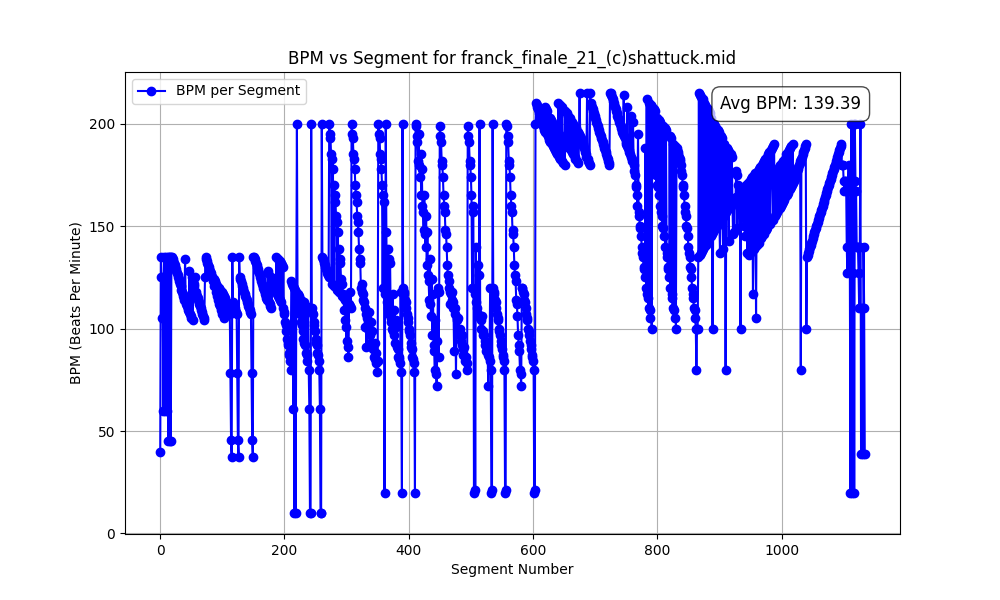 BPM vs Segment for franck_finale_21_(c)shattuck.mid
BPM per Segment
Avg BPM: 139.39
BPM (Beats Per Minute)
200
150
100
50
0
0 200 400 600 800 1000
Segment Number